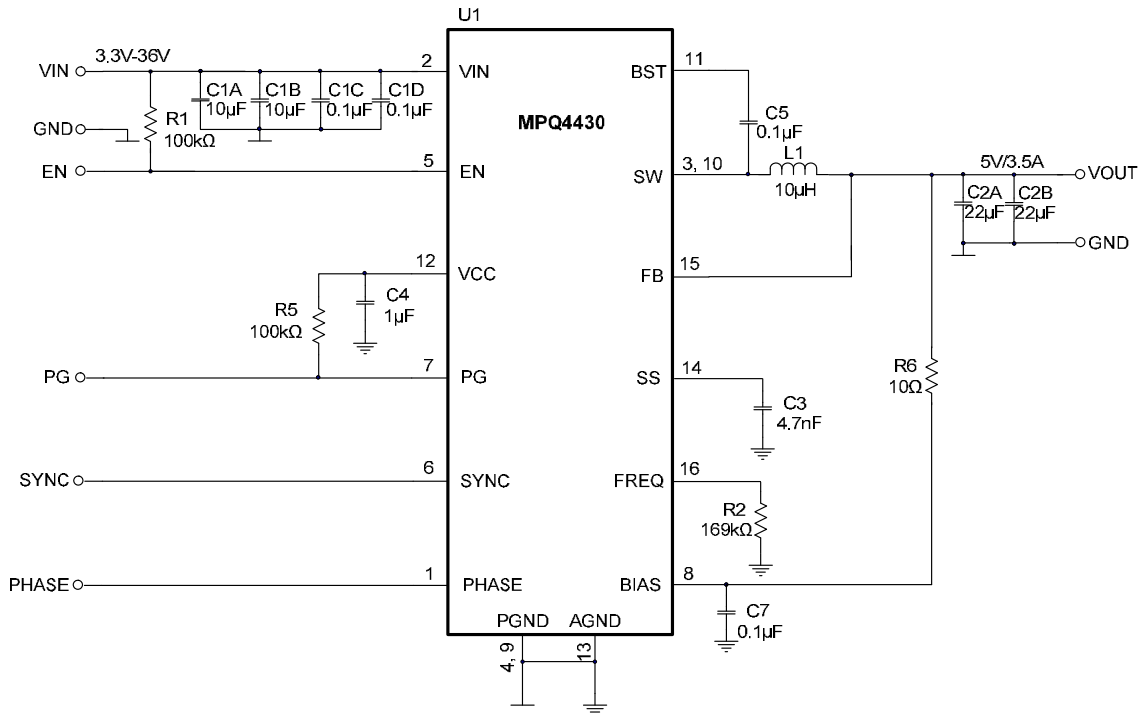 U1
MPQ4430
3.3V-36V
VIN
GND
EN
R1
100kΩ
C1A
10µF
C1B
10µF
C1C
0.1µF
C1D
0.1µF
2
VIN
5
EN
12
VCC
R5
100kΩ
C4
1µF
PG
7
PG
SYNC
6
SYNC
PHASE
1
PHASE
PGND
AGND
4, 9
13
BST
11
C5
0.1µF
SW
3, 10
L1
10µH
5V/3.5A
VOUT
C2A
22µF
C2B
22µF
GND
FB
15
SS
14
C3
4.7nF
R6
10Ω
FREQ
16
R2
169kΩ
BIAS
8
C7
0.1µF